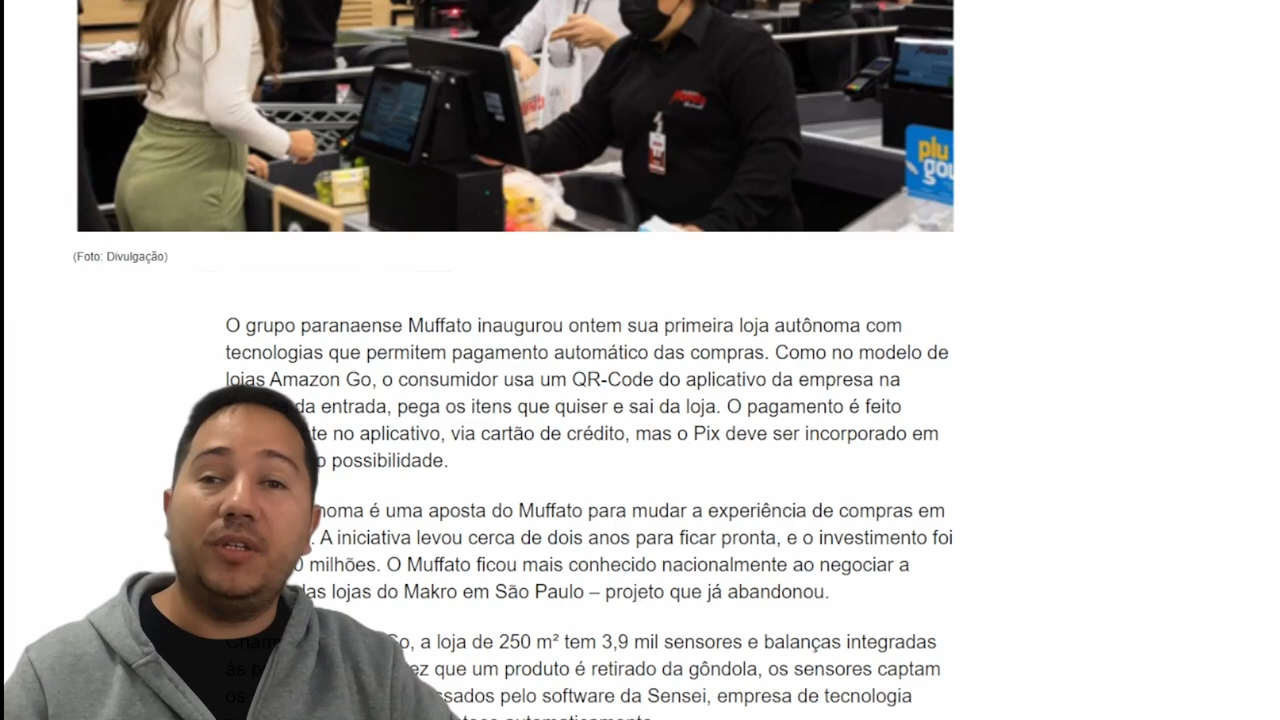 plu
gou
(Foto: Divulgação)
O grupo paranaense Muffato inaugurou ontem sua primeira loja autônoma com
tecnologias que permitem pagamento automático das compras. Como no modelo de
lojas Amazon Go, o consumidor usa um QR-Code do aplicativo da empresa na
da entrada, pega os itens que quiser e sai da loja. O pagamento é feito
no aplicativo, via cartão de crédito, mas o Pix deve ser incorporado em
possibilidade.
é uma aposta do Muffato para mudar a experiência de compras em
A iniciativa levou cerca de dois anos para ficar pronta, e o investimento foi
milhões. O Muffato ficou mais conhecido nacionalmente ao negociar a
lojas do Makro em São Paulo – projeto que já abandonou.
a loja de 250 m² tem 3,9 mil sensores e balanças integradas
às
que um produto é retirado da gôndola, os sensores captam
os
pelo software da Sensei, empresa de tecnologia
automaticamente